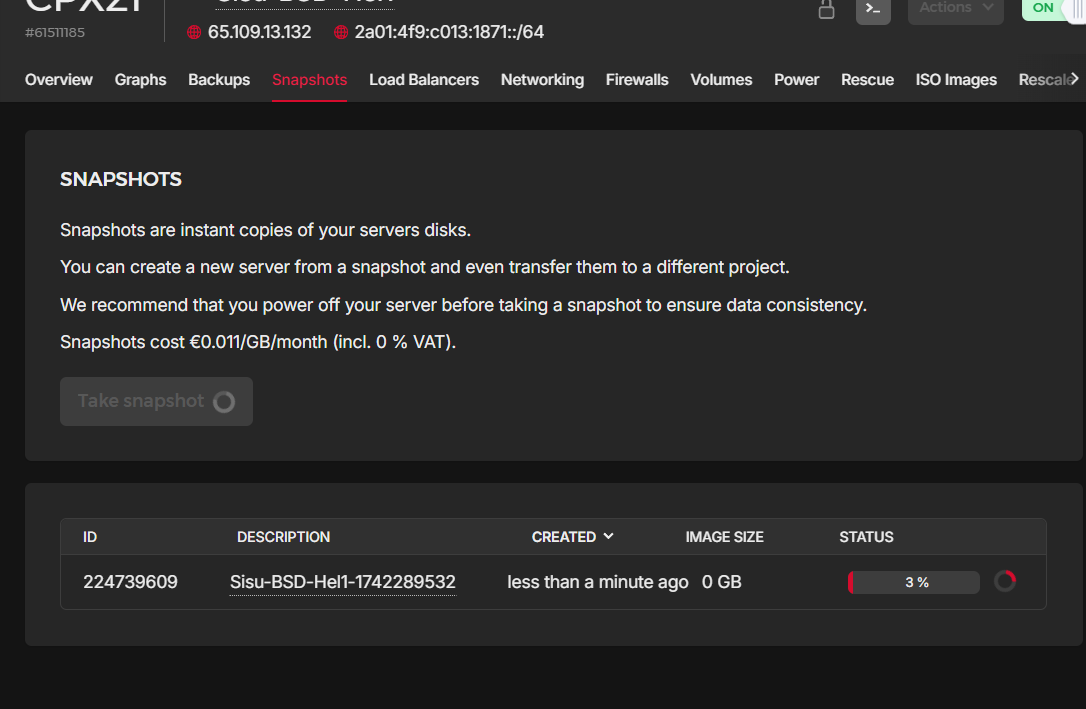 CPX21
Sisu-BSD-Hel1
#61511185
65.109.13.132 2a01:4f9:c013:1871::/64
>_ Actions ON
Overview Graphs Backups Snapshots Load Balancers Networking Firewalls Volumes Power Rescue ISO Images Rescale
SNAPSHOTS
Snapshots are instant copies of your servers disks.
You can create a new server from a snapshot and even transfer them to a different project.
We recommend that you power off your server before taking a snapshot to ensure data consistency.
Snapshots cost €0.011/GB/month (incl. 0 % VAT).
Take snapshot
ID DESCRIPTION CREATED IMAGE SIZE STATUS
224739609 Sisu-BSD-Hel1-1742289532 less than a minute ago 0 GB 3 %